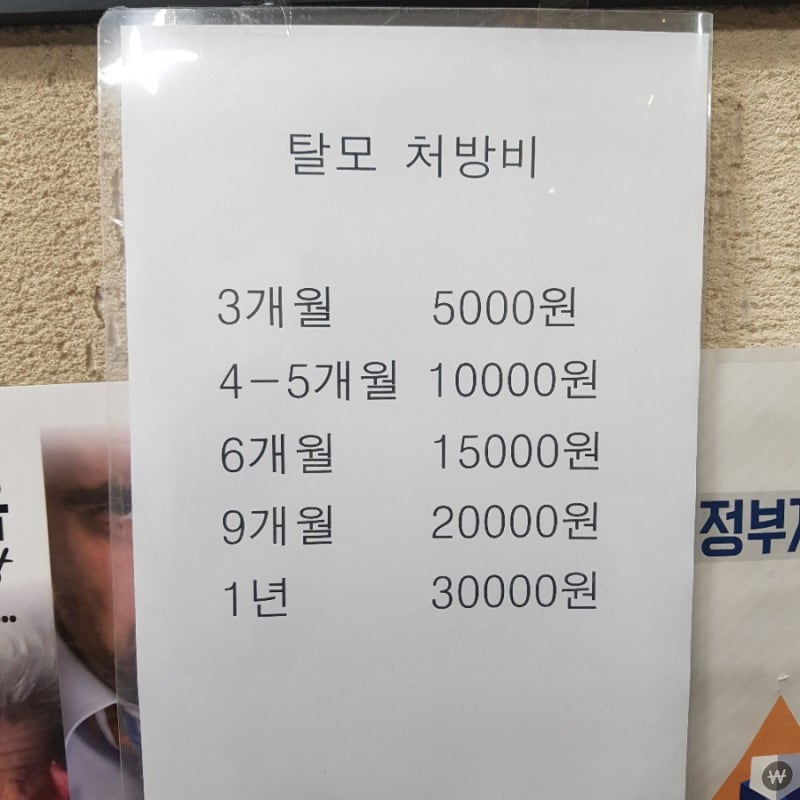 탈모 처방비
3개월 5000원
4-5개월 10000원
6개월 15000원
9개월 20000원
1년 30000원
정부
₩